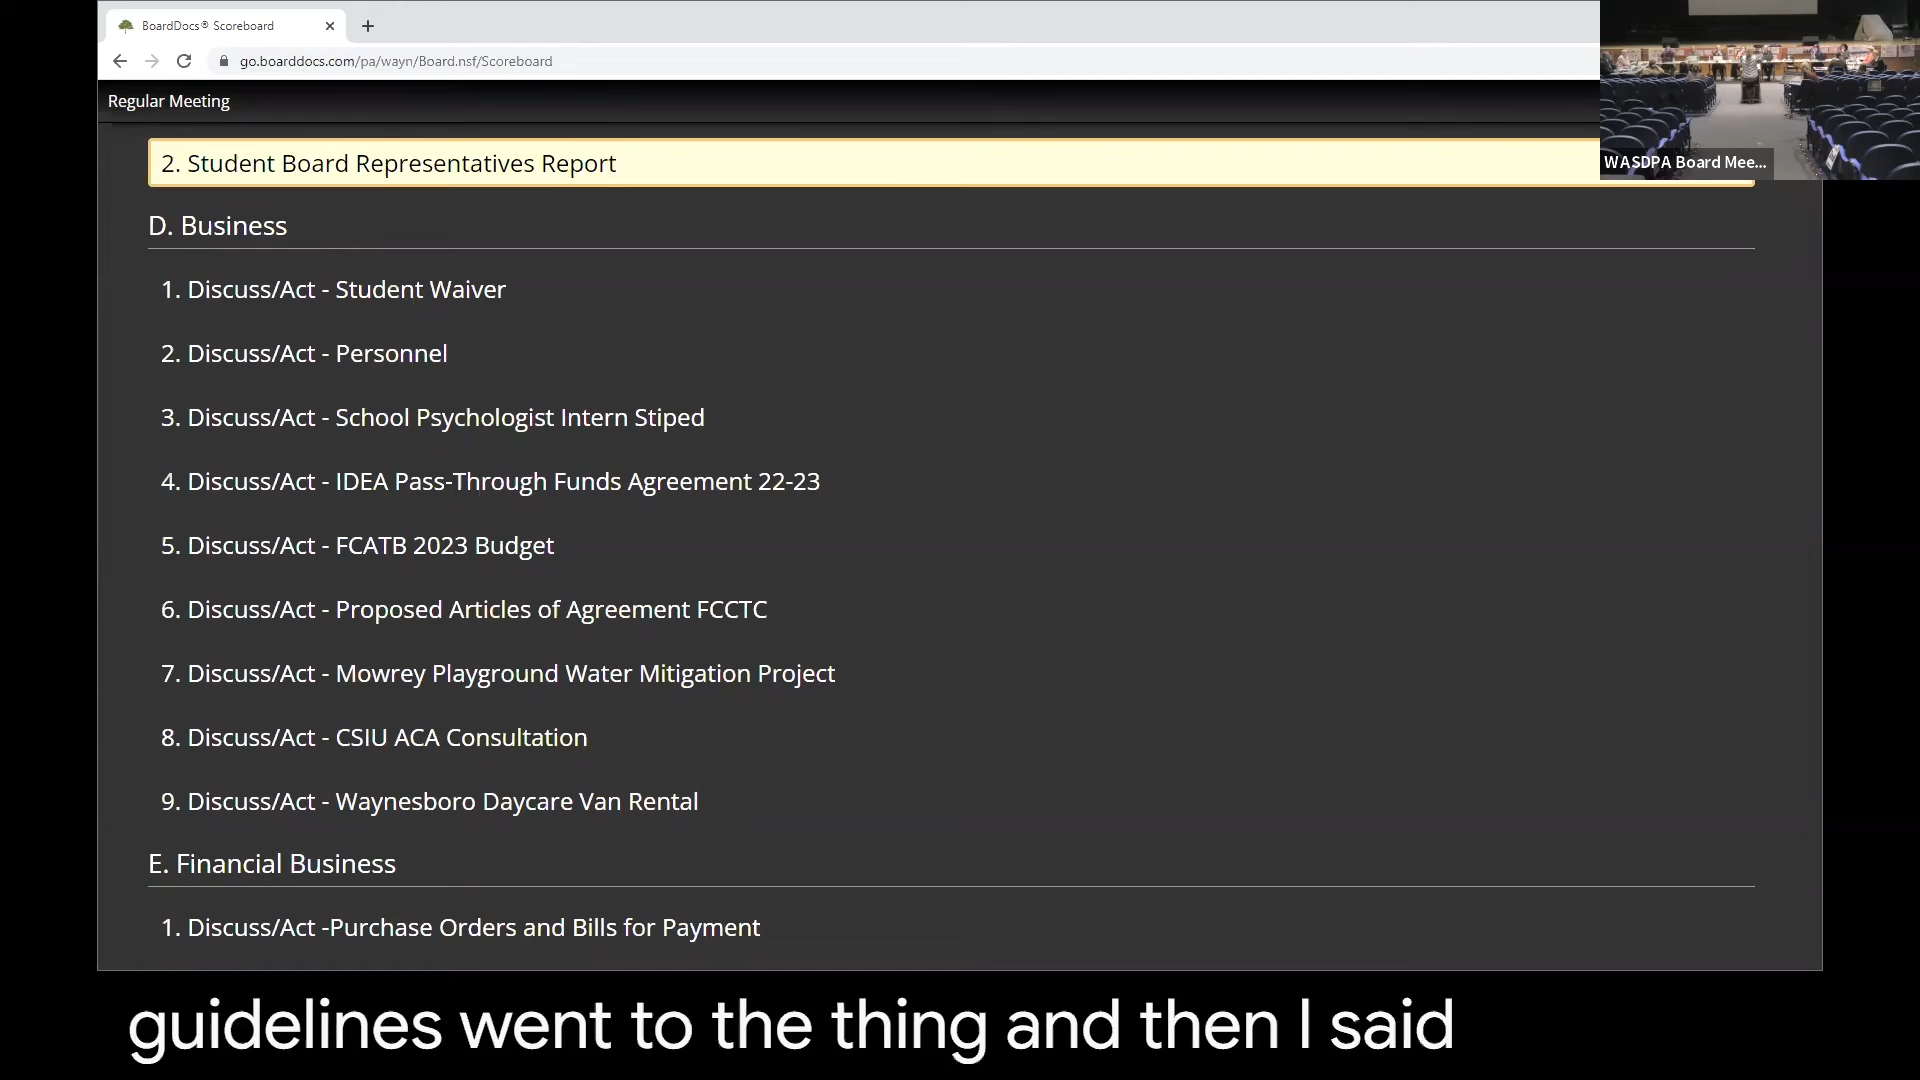 BoardDocs® Scoreboard
go.boarddocs.com/pa/wayn/Board.nsf/Scoreboard
Regular Meeting
WASDPA Board Mee...
2. Student Board Representatives Report
D. Business
1. Discuss/Act - Student Waiver
2. Discuss/Act - Personnel
3. Discuss/Act - School Psychologist Intern Stiped
4. Discuss/Act - IDEA Pass-Through Funds Agreement 22-23
5. Discuss/Act - FCATB 2023 Budget
6. Discuss/Act - Proposed Articles of Agreement FCCTC
7. Discuss/Act - Mowrey Playground Water Mitigation Project
8. Discuss/Act - CSIU ACA Consultation
9. Discuss/Act - Waynesboro Daycare Van Rental
E. Financial Business
1. Discuss/Act -Purchase Orders and Bills for Payment
guidelines went to the thing and then I said